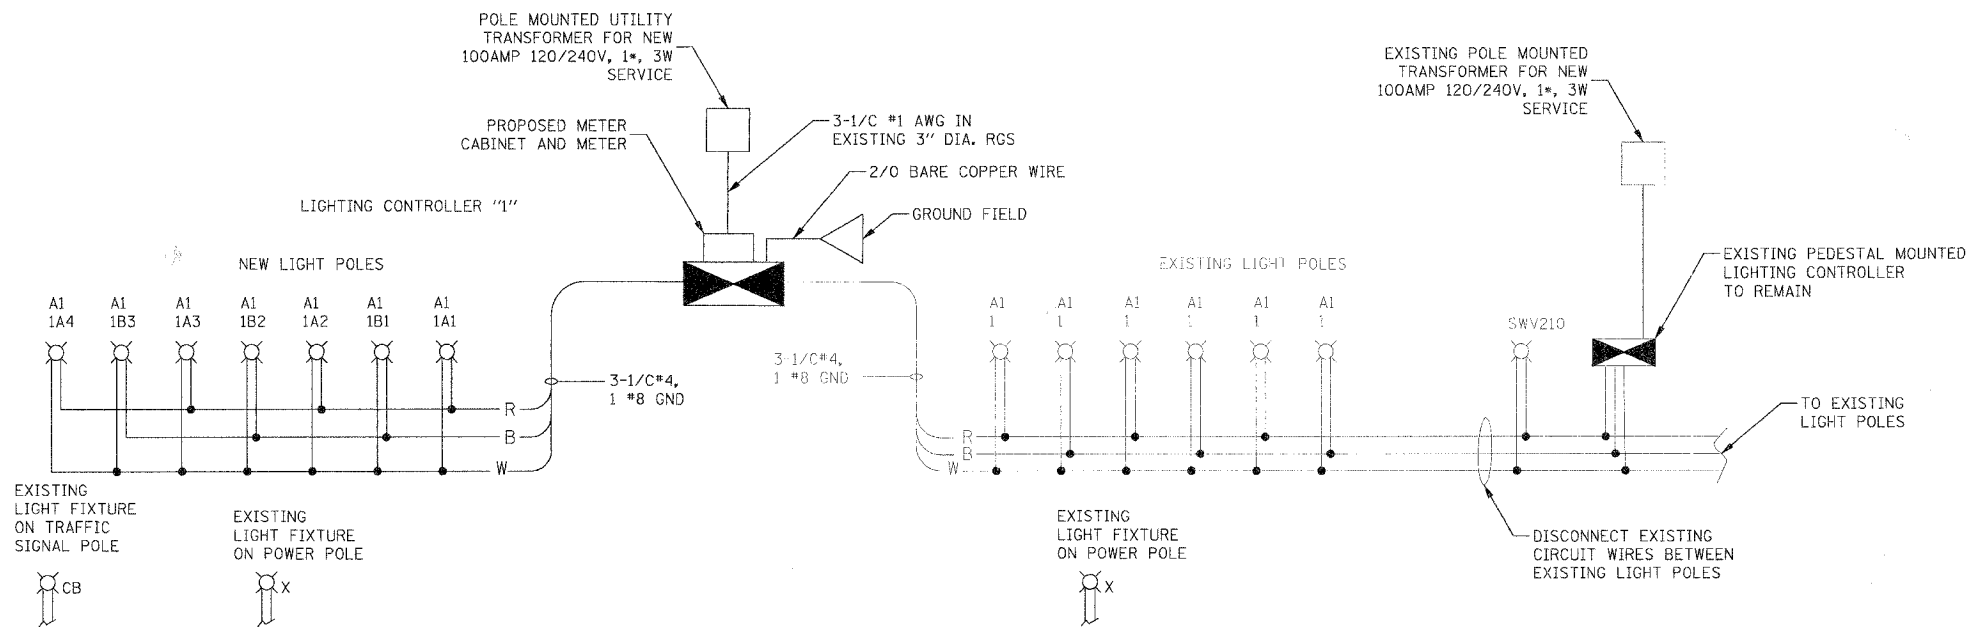 POLE MOUNTED UTILITY
TRANSFORMER FOR NEW
100AMP 120/240V, 1*, 3W
SERVICE
EXISTING POLE MOUNTED
TRANSFORMER FOR NEW
100AMP 120/240V, 1*, 3W
SERVICE
PROPOSED METER
CABINET AND METER
3-1/C #1 AWG IN
EXISTING 3" DIA. RGS
2/0 BARE COPPER WIRE
GROUND FIELD
LIGHTING CONTROLLER "1"
NEW LIGHT POLES
EXISTING LIGHT POLES
EXISTING PEDESTAL MOUNTED
LIGHTING CONTROLLER
TO REMAIN
A1 A1 A1 A1 A1 A1 A1
1A4 1B3 1A3 1B2 1A2 1B1 1A1
A1 A1 A1 A1 A1 A1
1 1 1 1 1 1
SWV210
3-1/C#4,
1 #8 GND
3-1/C#4,
1 #8 GND
R
B
W
R
B
W
TO EXISTING
LIGHT POLES
EXISTING
LIGHT FIXTURE
ON TRAFFIC
SIGNAL POLE
CB
EXISTING
LIGHT FIXTURE
ON POWER POLE
X
EXISTING
LIGHT FIXTURE
ON POWER POLE
X
DISCONNECT EXISTING
CIRCUIT WIRES BETWEEN
EXISTING LIGHT POLES